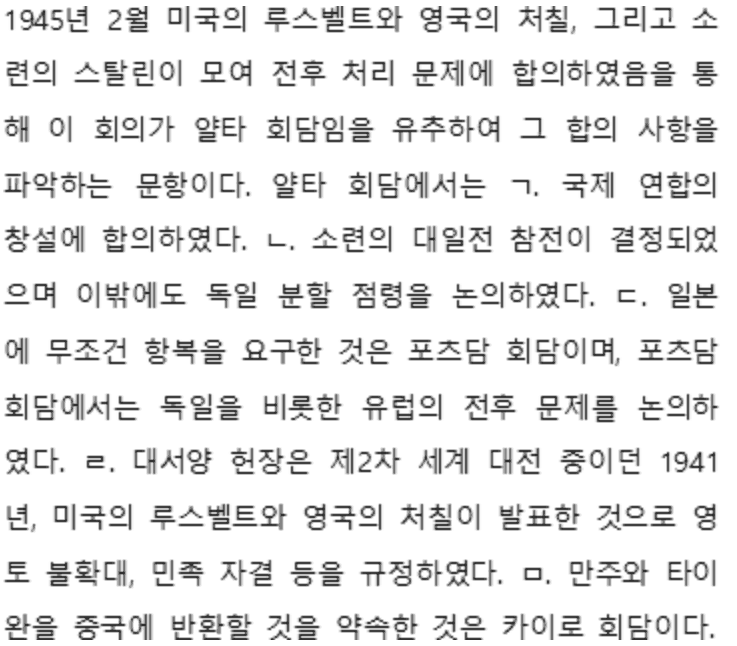 1945년 2월 미국의 루스벨트와 영국의 처칠, 그리고 소
련의 스탈린이 모여 전후 처리 문제에 합의하였음을 통
해 이 회의가 얄타 회담임을 유추하여 그 합의 사항을
파악하는 문항이다. 얄타 회담에서는 ㄱ. 국제 연합의
창설에 합의하였다. ㄴ. 소련의 대일전 참전이 결정되었
으며 이밖에도 독일 분할 점령을 논의하였다. ㄷ. 일본
에 무조건 항복을 요구한 것은 포츠담 회담이며, 포츠담
회담에서는 독일을 비롯한 유럽의 전후 문제를 논의하
였다. ㄹ. 대서양 헌장은 제2차 세계 대전 중이던 1941
년, 미국의 루스벨트와 영국의 처칠이 발표한 것으로 영
토 불확대, 민족 자결 등을 규정하였다. ㅁ. 만주와 타이
완을 중국에 반환할 것을 약속한 것은 카이로 회담이다.